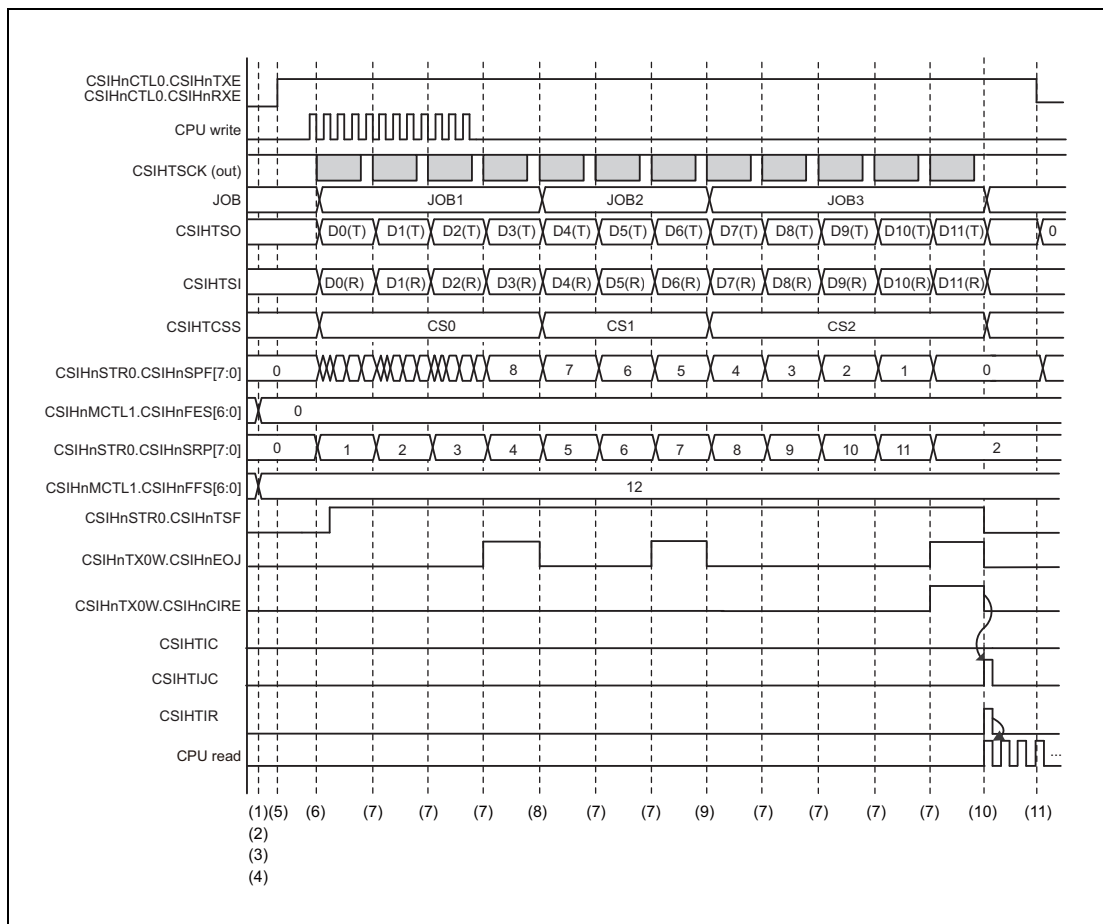 CSIHnCTL0.CSIHnTXE
CSIHnCTL0.CSIHnRXE
CPU write
CSIHTSCK (out)
JOB JOB1 JOB2 JOB3
CSIHTSO D0(T) D1(T) D2(T) D3(T) D4(T) D5(T) D6(T) D7(T) D8(T) D9(T) D10(T) D11(T) 0
CSIHTSI D0(R) D1(R) D2(R) D3(R) D4(R) D5(R) D6(R) D7(R) D8(R) D9(R) D10(R) D11(R)
CSIHTCSS CS0 CS1 CS2
CSIHnSTR0.CSIHnSPF[7:0] 0 8 7 6 5 4 3 2 1 0
CSIHnMCTL1.CSIHnFES[6:0] 0
CSIHnSTR0.CSIHnSRP[7:0] 0 1 2 3 4 5 6 7 8 9 10 11 2
CSIHnMCTL1.CSIHnFFS[6:0] 12
CSIHnSTR0.CSIHnTSF
CSIHnTX0W.CSIHnEOJ
CSIHnTX0W.CSIHnCIRE
CSIHTIC
CSIHTIJC
CSIHTIR
CPU read ...
(1) (5) (6) (7) (7) (7) (8) (7) (7) (9) (7) (7) (7) (7) (10) (11)
(2)
(3)
(4)